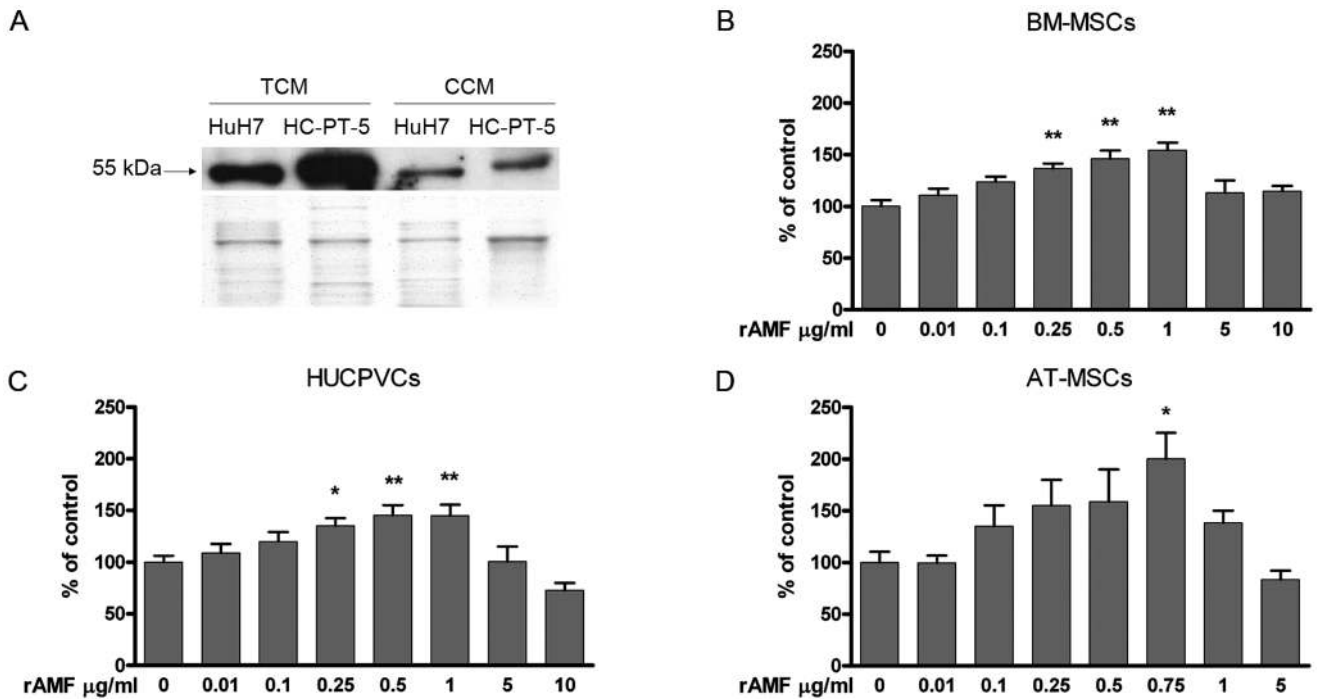 A
TCM CCM
HuH7 HC-PT-5 HuH7 HC-PT-5
55 kDa
B
BM-MSCs
250
200
150
100
50
0
% of control
** ** **
rAMF μg/ml 0 0.01 0.1 0.25 0.5 1 5 10
C
HUCPVCs
250
200
150
100
50
0
% of control
* ** **
rAMF μg/ml 0 0.01 0.1 0.25 0.5 1 5 10
D
AT-MSCs
250
200
150
100
50
0
% of control
*
rAMF μg/ml 0 0.01 0.1 0.25 0.5 0.75 1 5